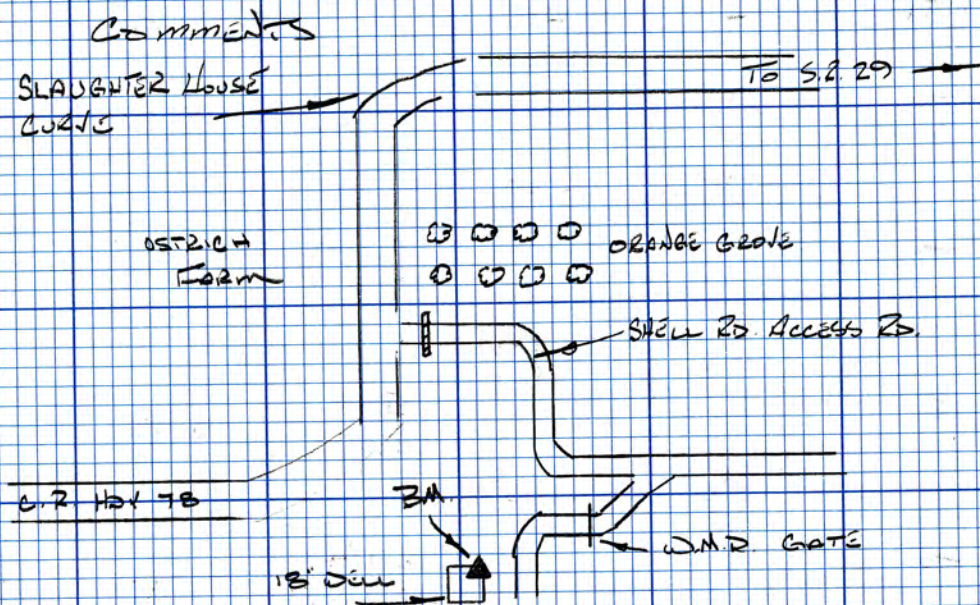 COMMENTS
SLAUGHTER HOUSE
CURVE
TO S.R. 29
OSTRICH
FARM
ORANGE GROVE
SHELL RD. ACCESS RD.
C.R. HWY 78
BM.
W.M.D. GATE
18"